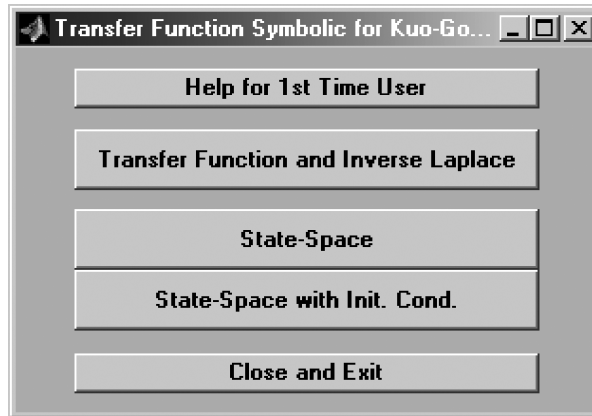 Transfer Function Symbolic for Kuo-Go...
Help for 1st Time User
Transfer Function and Inverse Laplace
State-Space
State-Space with Init. Cond.
Close and Exit